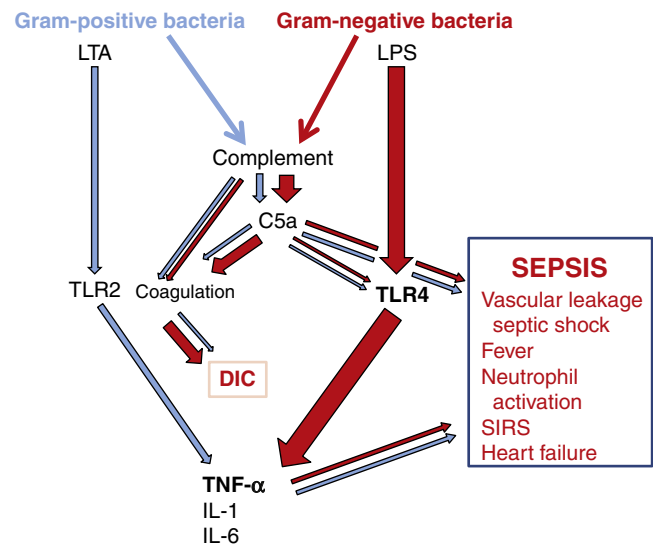 Gram-positive bacteria Gram-negative bacteria
LTA LPS
Complement
C5a
TLR2 Coagulation TLR4
DIC
SEPSIS
Vascular leakage
septic shock
Fever
Neutrophil
activation
SIRS
Heart failure
TNF-α
IL-1
IL-6